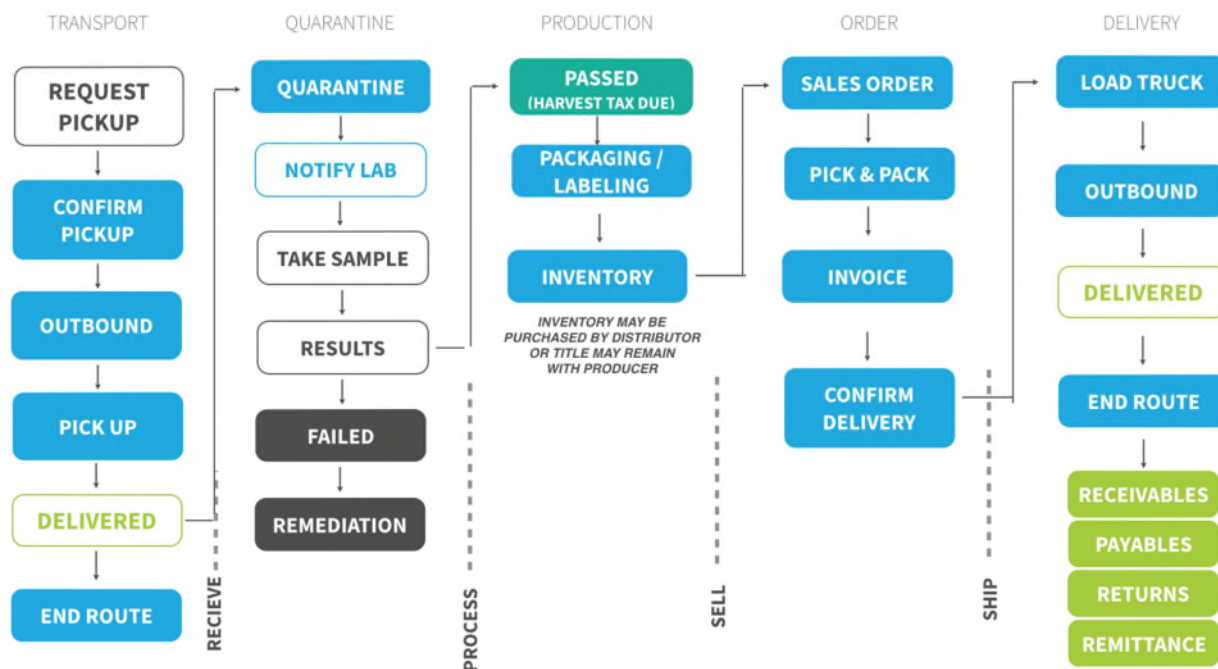 TRANSPORT
REQUEST
PICKUP
CONFIRM
PICKUP
OUTBOUND
PICK UP
DELIVERED
END ROUTE
RECIEVE
QUARANTINE
QUARANTINE
NOTIFY LAB
TAKE SAMPLE
RESULTS
FAILED
REMEDIATION
PROCESS
PRODUCTION
PASSED
(HARVEST TAX DUE)
PACKAGING /
LABELING
INVENTORY
INVENTORY MAY BE
PURCHASED BY DISTRIBUTOR
OR TITLE MAY REMAIN
WITH PRODUCER
SELL
ORDER
SALES ORDER
PICK & PACK
INVOICE
CONFIRM
DELIVERY
SHIP
DELIVERY
LOAD TRUCK
OUTBOUND
DELIVERED
END ROUTE
RECEIVABLES
PAYABLES
RETURNS
REMITTANCE